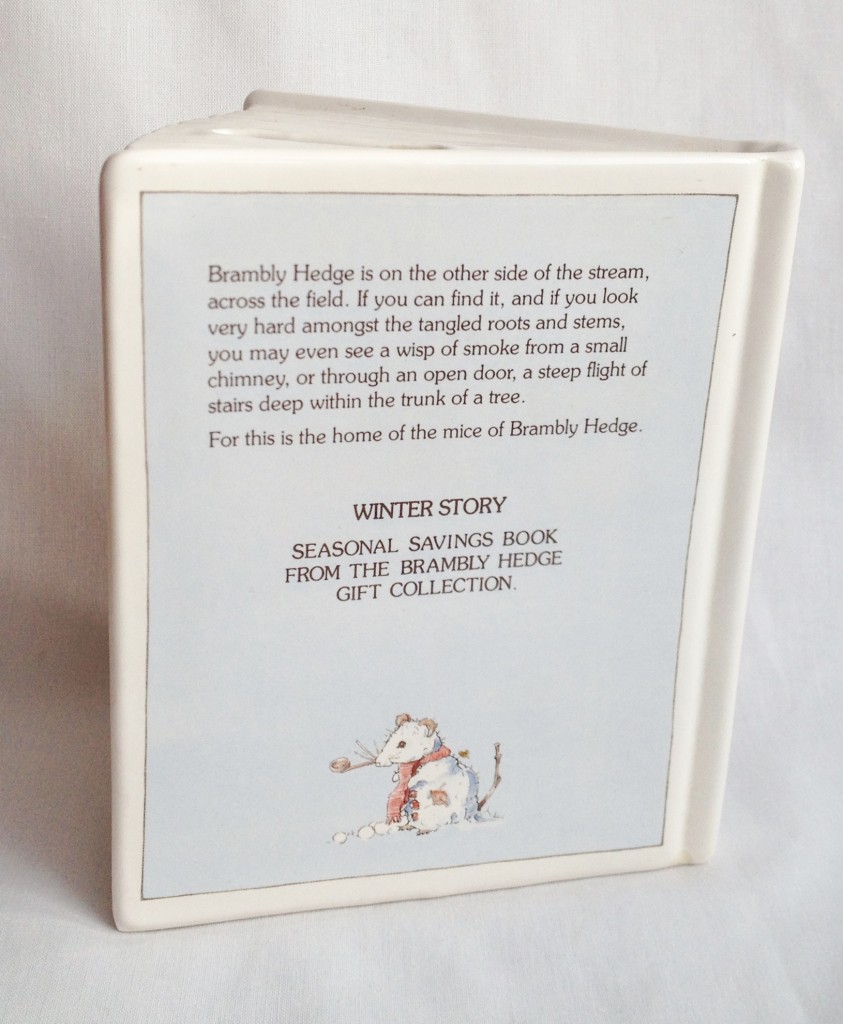 Brambly Hedge is on the other side of the stream,
across the field. If you can find it, and if you look
very hard amongst the tangled roots and stems,
you may even see a wisp of smoke from a small
chimney, or through an open door, a steep flight of
stairs deep within the trunk of a tree.
For this is the home of the mice of Brambly Hedge.
WINTER STORY
SEASONAL SAVINGS BOOK
FROM THE BRAMBLY HEDGE
GIFT COLLECTION.